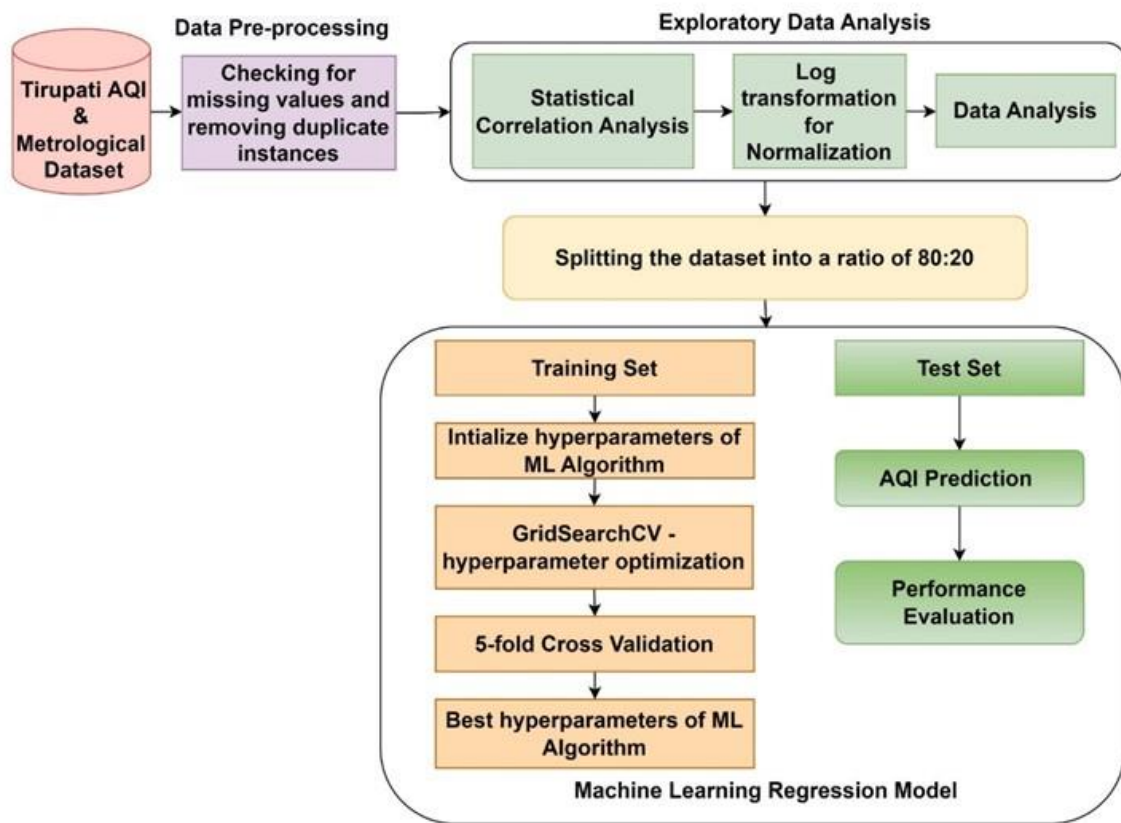 Data Pre-processing
Exploratory Data Analysis
Tirupati AQI
&
Metrological
Dataset
Checking for
missing values and
removing duplicate
instances
Statistical
Correlation Analysis
Log
transformation
for
Normalization
Data Analysis
Splitting the dataset into a ratio of 80:20
Training Set
Intialize hyperparameters of
ML Algorithm
GridSearchCV -
hyperparameter optimization
5-fold Cross Validation
Best hyperparameters of ML
Algorithm
Test Set
AQI Prediction
Performance
Evaluation
Machine Learning Regression Model